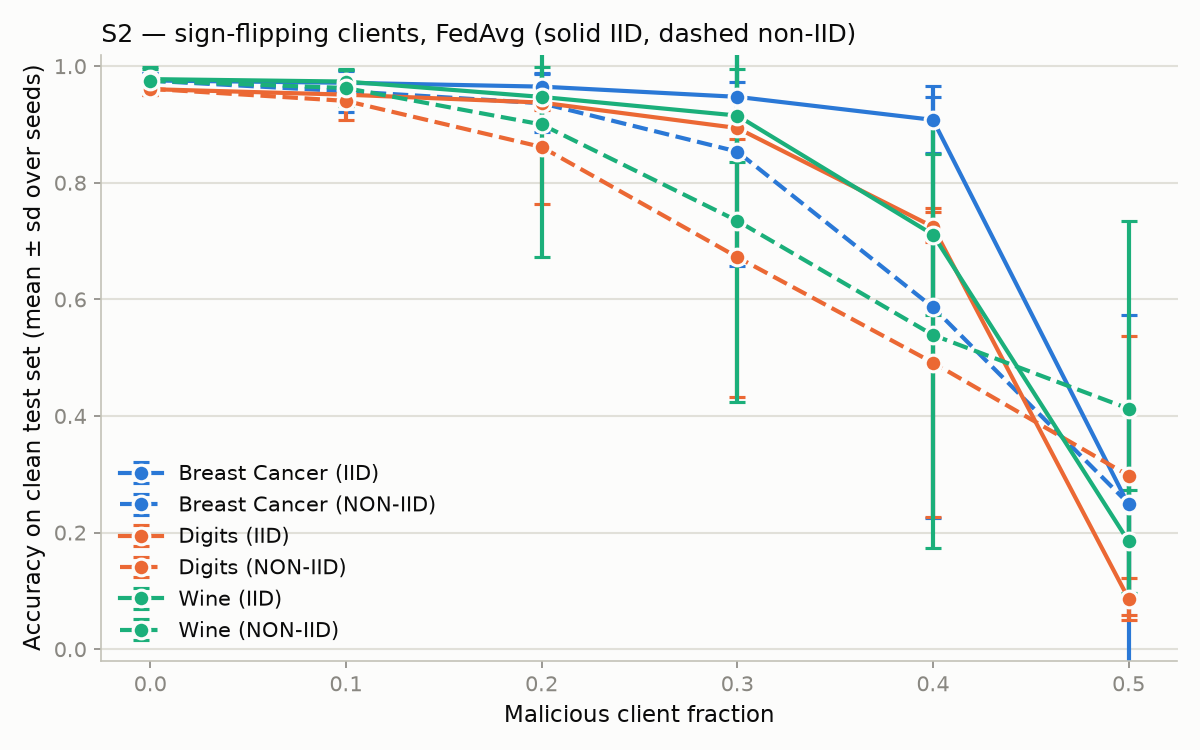 S2 — sign-flipping clients, FedAvg (solid IID, dashed non-IID)
Accuracy on clean test set (mean ± sd over seeds)
1.0
0.8
0.6
0.4
0.2
0.0
Breast Cancer (IID)
Breast Cancer (NON-IID)
Digits (IID)
Digits (NON-IID)
Wine (IID)
Wine (NON-IID)
0.0 0.1 0.2 0.3 0.4 0.5
Malicious client fraction